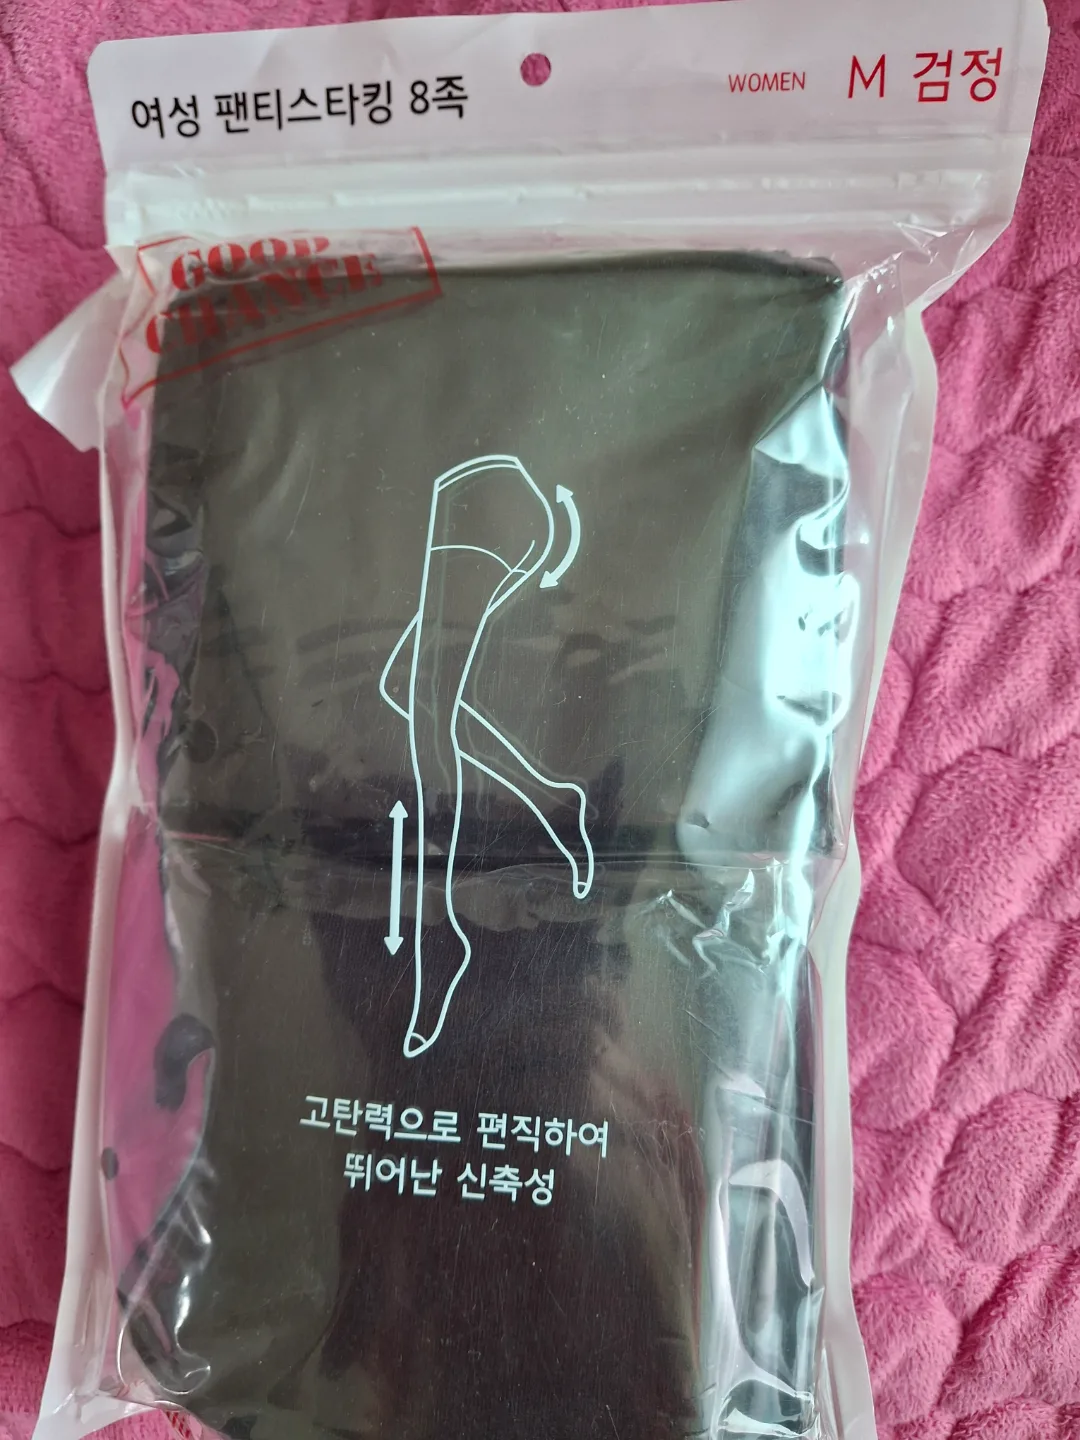 여성 팬티스타킹 8족
WOMEN M 검정
GOOD
CHANCE
고탄력으로 편직하여
뛰어난 신축성